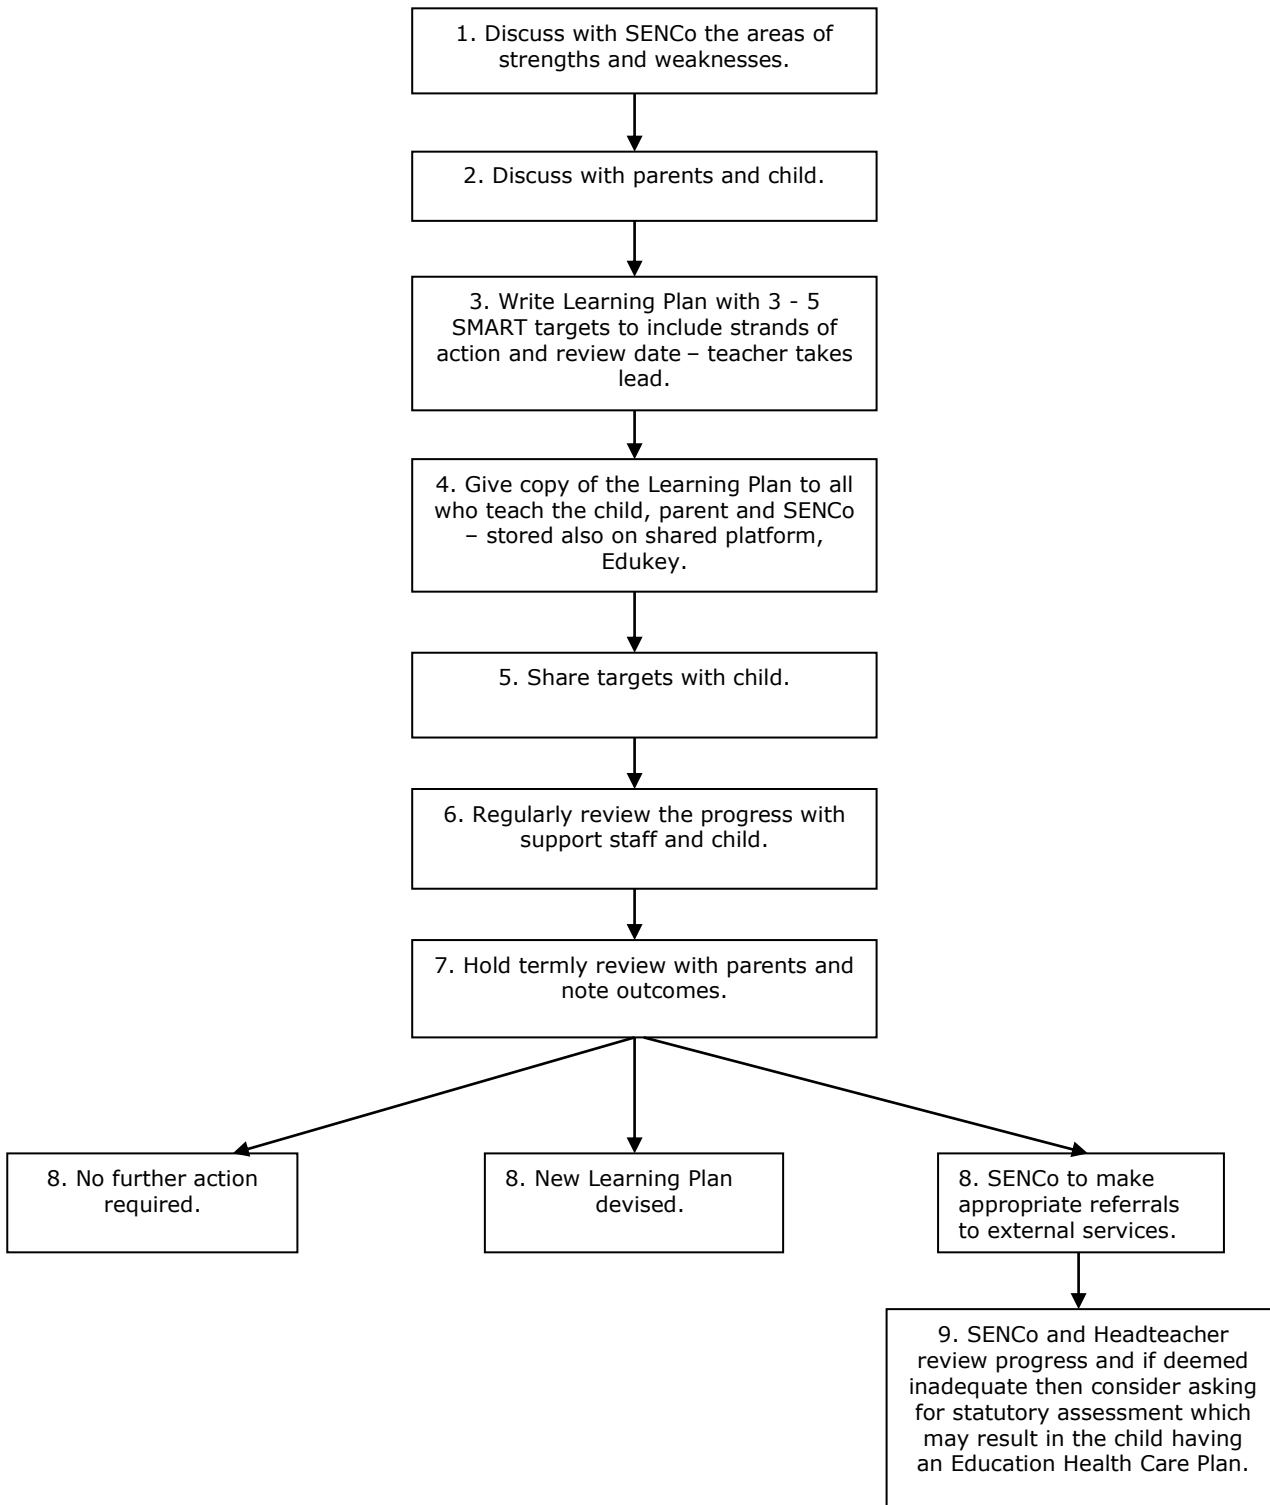 1. Discuss with SENCo the areas of
strengths and weaknesses.
2. Discuss with parents and child.
3. Write Learning Plan with 3 - 5
SMART targets to include strands of
action and review date – teacher takes
lead.
4. Give copy of the Learning Plan to all
who teach the child, parent and SENCo
– stored also on shared platform,
Edukey.
5. Share targets with child.
6. Regularly review the progress with
support staff and child.
7. Hold termly review with parents and
note outcomes.
8. No further action
required.
8. New Learning Plan
devised.
8. SENCo to make
appropriate referrals
to external services.
9. SENCo and Headteacher
review progress and if deemed
inadequate then consider asking
for statutory assessment which
may result in the child having
an Education Health Care Plan.